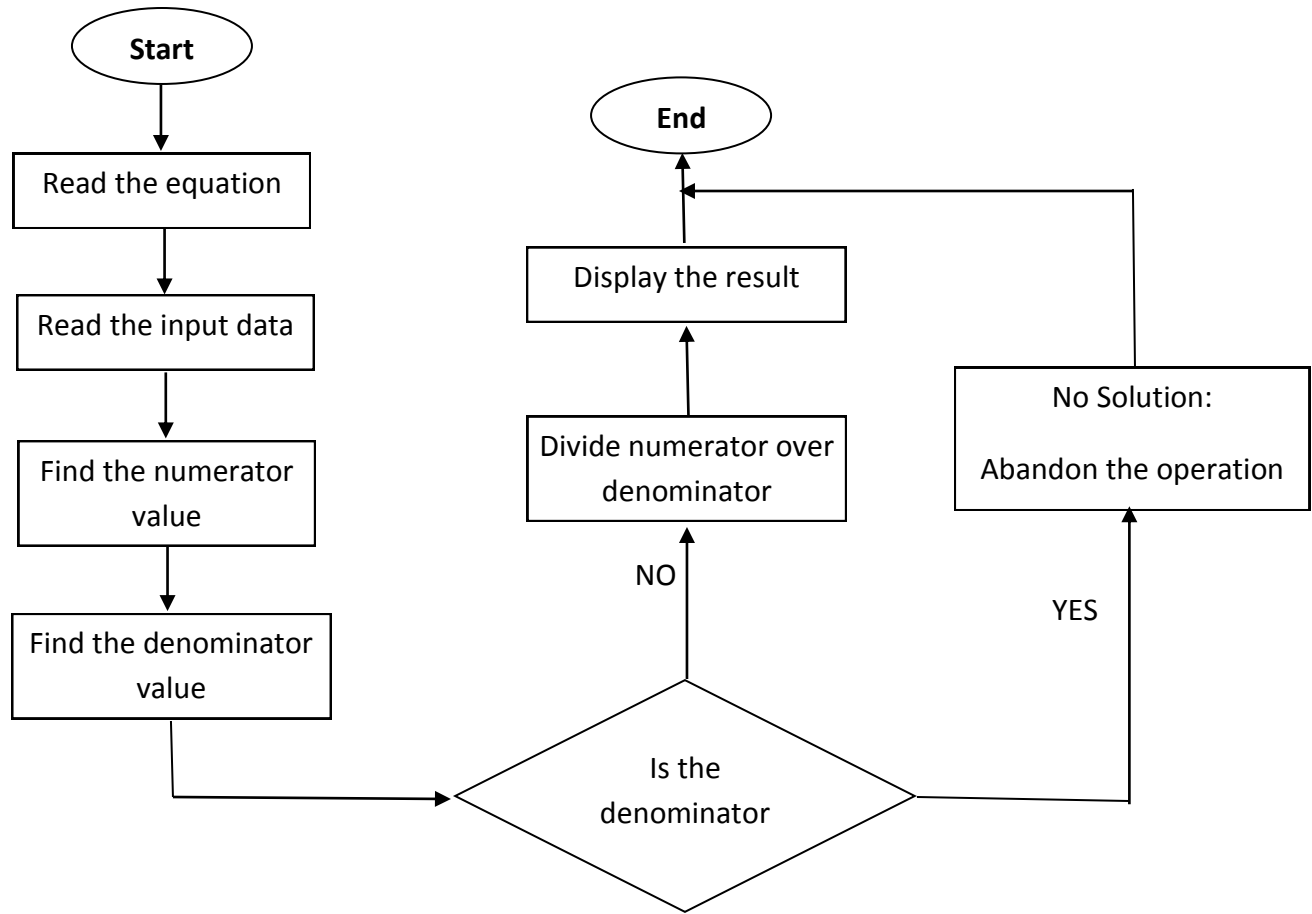 Start
Read the equation
Read the input data
Find the numerator
value
Find the denominator
value
Is the
denominator
NO
Divide numerator over
denominator
Display the result
End
YES
No Solution:
Abandon the operation